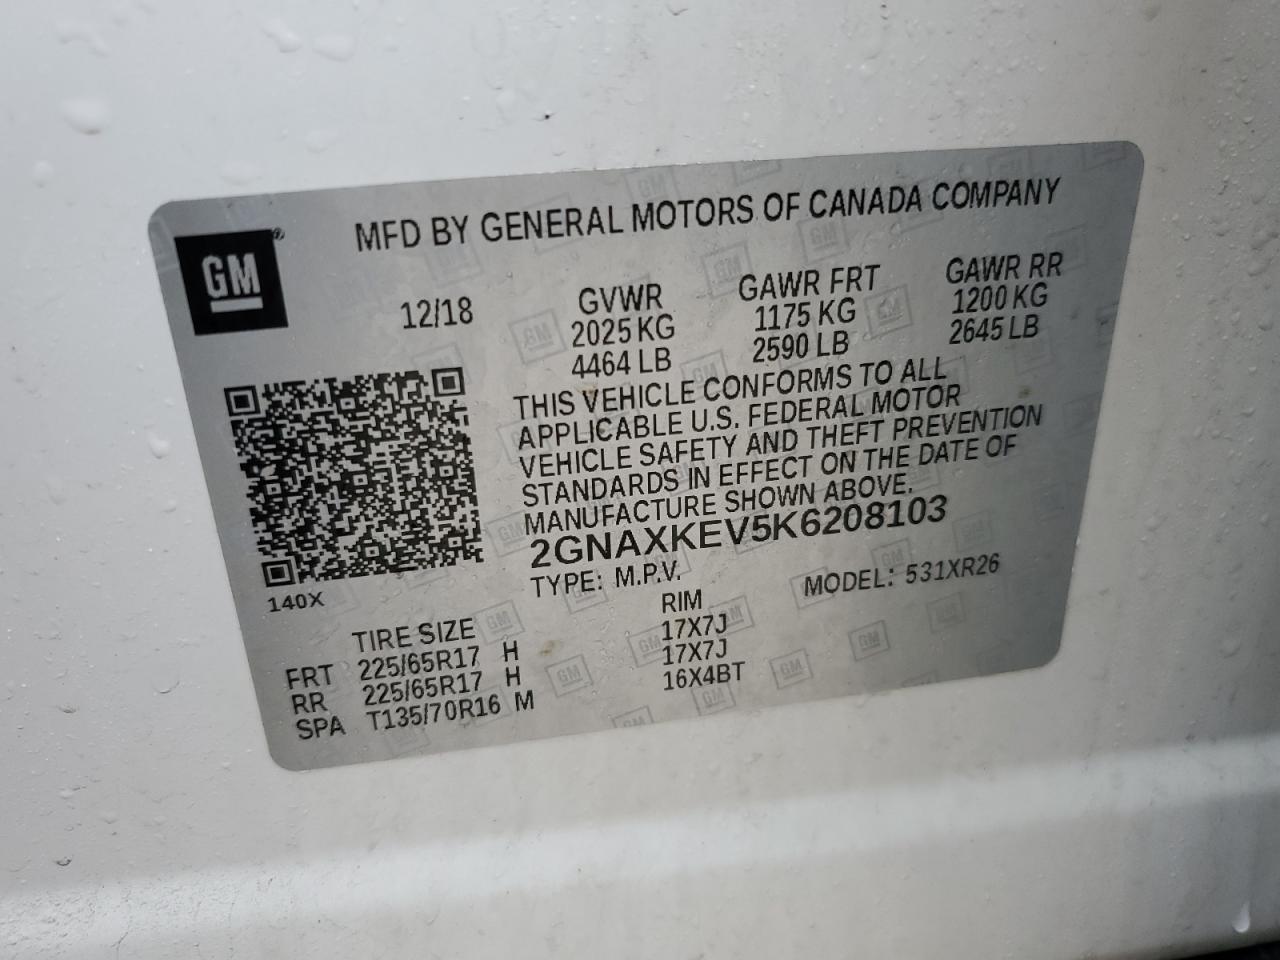 MFD BY GENERAL MOTORS OF CANADA COMPANY
GM®
12/18 GVWR GAWR FRT GAWR RR
2025 KG 1175 KG 1200 KG
4464 LB 2590 LB 2645 LB
THIS VEHICLE CONFORMS TO ALL
APPLICABLE U.S. FEDERAL MOTOR
VEHICLE SAFETY AND THEFT PREVENTION
STANDARDS IN EFFECT ON THE DATE OF
MANUFACTURE SHOWN ABOVE.
2GNAXKEV5K6208103
TYPE: M.P.V. MODEL: 531XR26
140X
TIRE SIZE RIM
FRT 225/65R17 H 17X7J
RR 225/65R17 H 17X7J
SPA T135/70R16 M 16X4BT